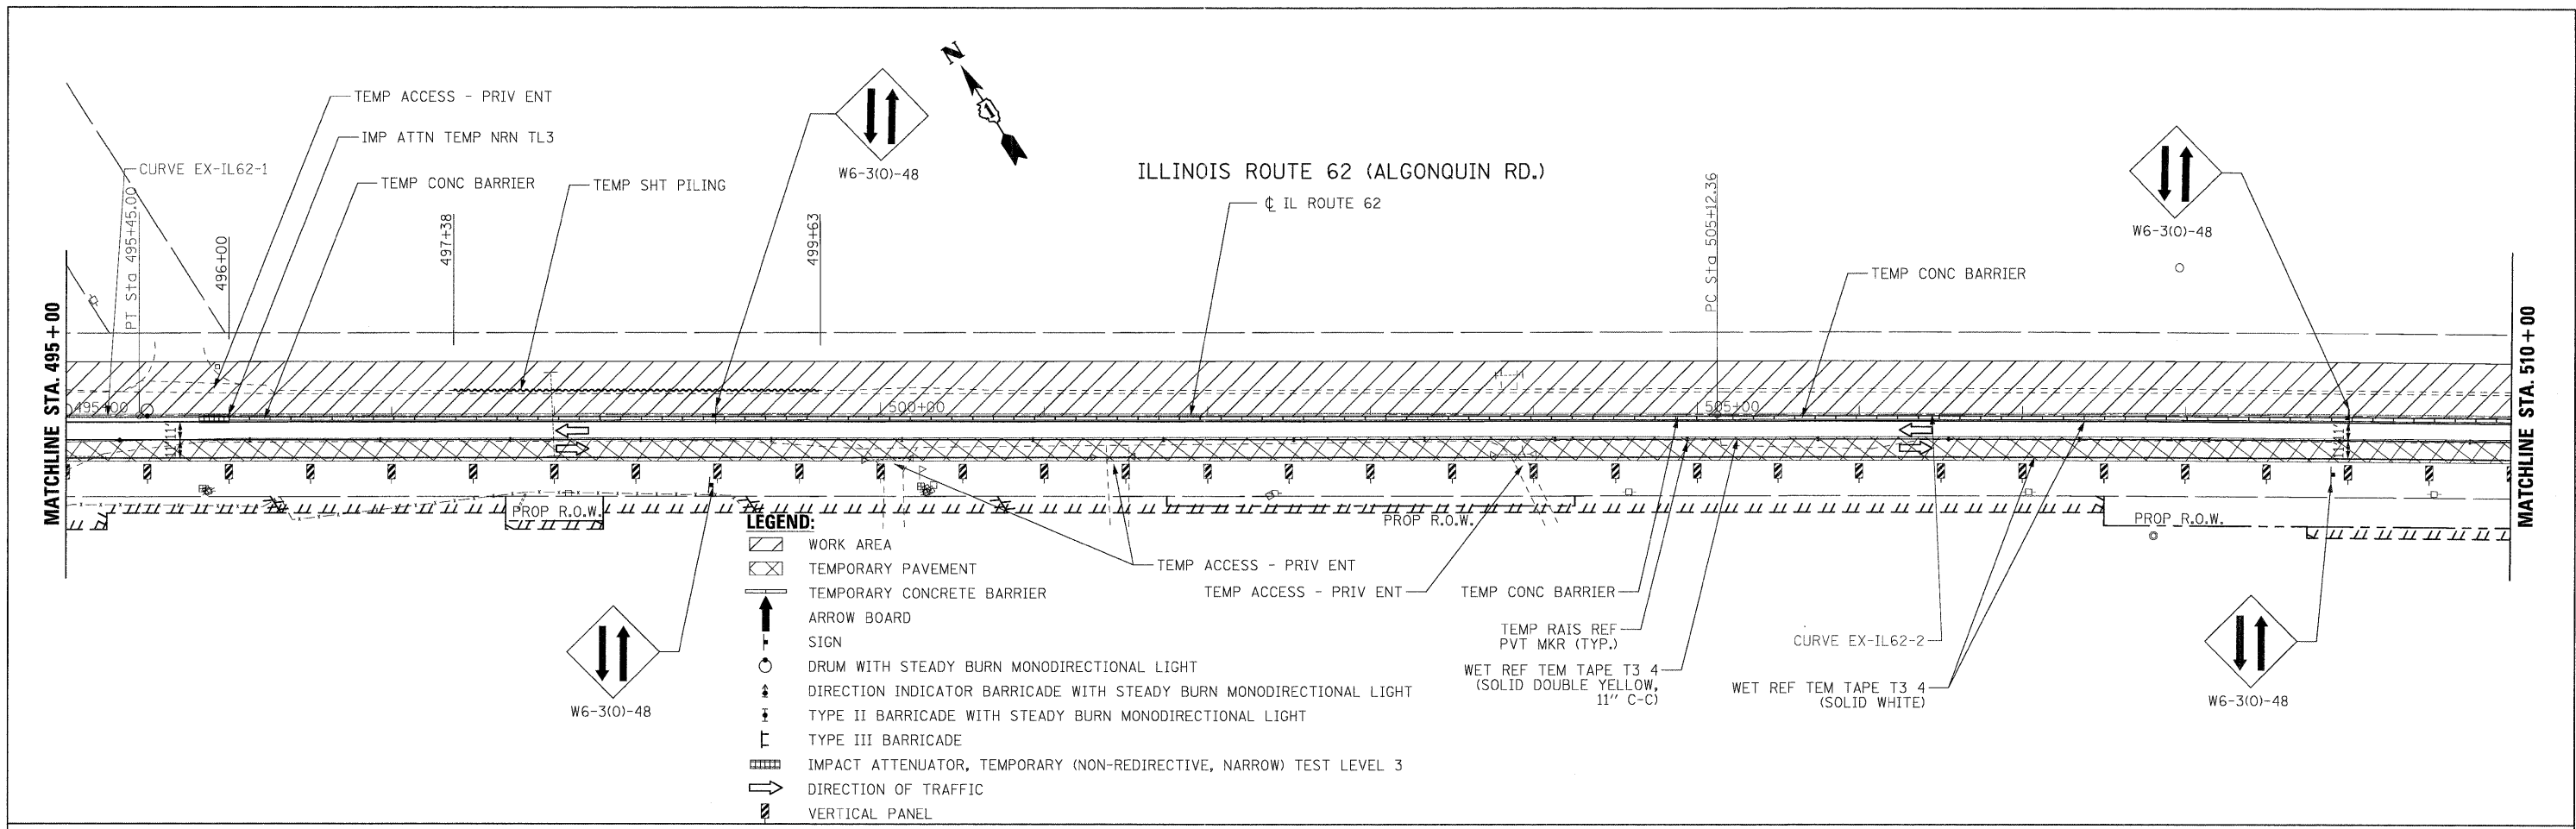 N
TEMP ACCESS - PRIV ENT
IMP ATTN TEMP NRN TL3
CURVE EX-IL62-1
TEMP CONC BARRIER
TEMP SHT PILING
W6-3(O)-48
ILLINOIS ROUTE 62 (ALGONQUIN RD.)
℄ IL ROUTE 62
W6-3(O)-48
TEMP CONC BARRIER
PT Sta 495+45.00
496+00
497+38
499+63
PC Sta 505+12.36
MATCHLINE STA. 495+00
MATCHLINE STA. 510+00
495+00
500+00
505+00
11'
11'
11'
11'
PROP R.O.W.
PROP R.O.W.
PROP R.O.W.
LEGEND:
WORK AREA
TEMPORARY PAVEMENT
TEMPORARY CONCRETE BARRIER
ARROW BOARD
SIGN
DRUM WITH STEADY BURN MONODIRECTIONAL LIGHT
DIRECTION INDICATOR BARRICADE WITH STEADY BURN MONODIRECTIONAL LIGHT
TYPE II BARRICADE WITH STEADY BURN MONODIRECTIONAL LIGHT
TYPE III BARRICADE
IMPACT ATTENUATOR, TEMPORARY (NON-REDIRECTIVE, NARROW) TEST LEVEL 3
DIRECTION OF TRAFFIC
VERTICAL PANEL
W6-3(O)-48
TEMP ACCESS - PRIV ENT
TEMP ACCESS - PRIV ENT
TEMP CONC BARRIER
TEMP RAIS REF
PVT MKR (TYP.)
WET REF TEM TAPE T3 4
(SOLID DOUBLE YELLOW,
11" C-C)
CURVE EX-IL62-2
WET REF TEM TAPE T3 4
(SOLID WHITE)
W6-3(O)-48